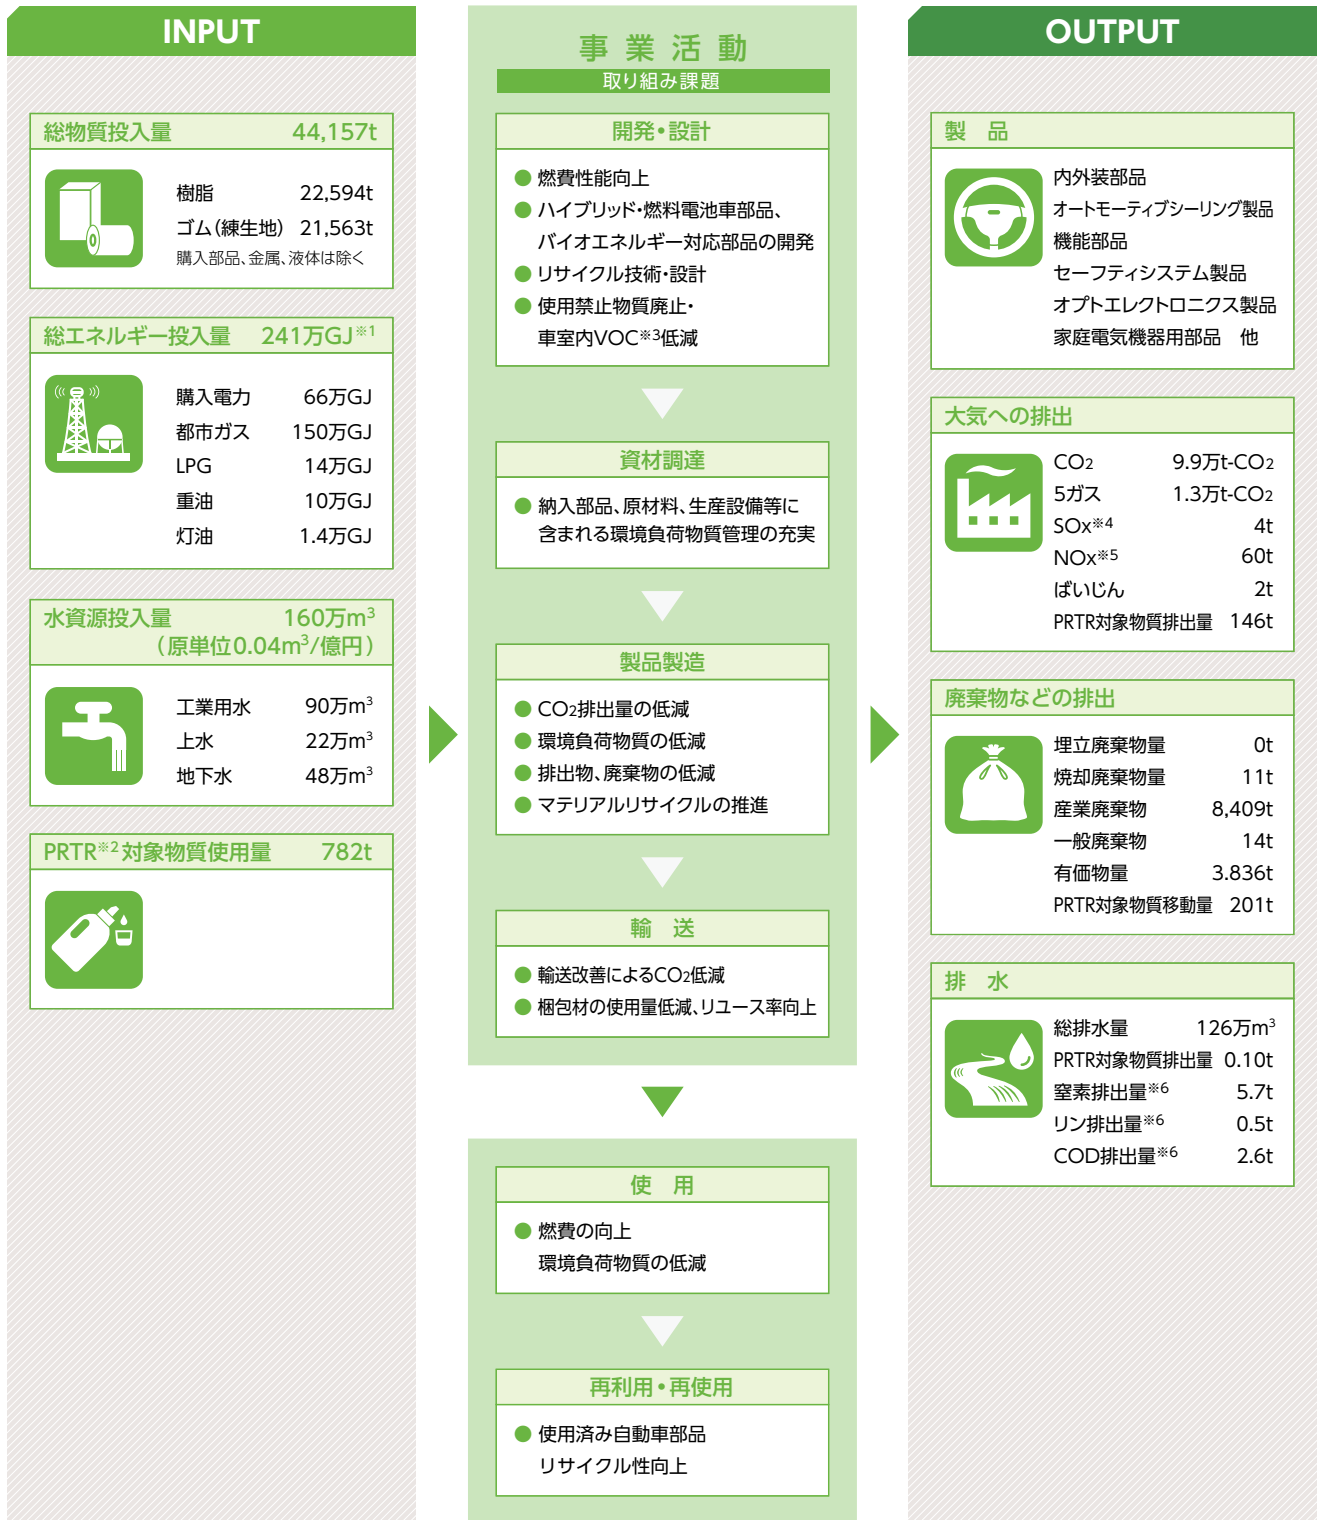 INPUT
総物質投入量 44,157t
樹脂 22,594t
ゴム(練生地) 21,563t
購入部品、金属、液体は除く
総エネルギー投入量 241万GJ※1
購入電力 66万GJ
都市ガス 150万GJ
LPG 14万GJ
重油 10万GJ
灯油 1.4万GJ
水資源投入量 160万m³
(原単位0.04m³/億円)
工業用水 90万m³
上水 22万m³
地下水 48万m³
PRTR※2対象物質使用量 782t
事業活動
取り組み課題
開発・設計
● 燃費性能向上
● ハイブリッド・燃料電池車部品、
バイオエネルギー対応部品の開発
● リサイクル技術・設計
● 使用禁止物質廃止・
車室内VOC※3低減
資材調達
● 納入部品、原材料、生産設備等に
含まれる環境負荷物質管理の充実
製品製造
● CO₂排出量の低減
● 環境負荷物質の低減
● 排出物、廃棄物の低減
● マテリアルリサイクルの推進
輸 送
● 輸送改善によるCO₂低減
● 梱包材の使用量低減、リユース率向上
使 用
● 燃費の向上
環境負荷物質の低減
再利用・再使用
● 使用済み自動車部品
リサイクル性向上
OUTPUT
製 品
内外装部品
オートモーティブシーリング製品
機能部品
セーフティシステム製品
オプトエレクトロニクス製品
家庭電気機器用部品 他
大気への排出
CO₂ 9.9万t-CO₂
5ガス 1.3万t-CO₂
SOx※4 4t
NOx※5 60t
ばいじん 2t
PRTR対象物質排出量 146t
廃棄物などの排出
埋立廃棄物量 0t
焼却廃棄物量 11t
産業廃棄物 8,409t
一般廃棄物 14t
有価物量 3.836t
PRTR対象物質移動量 201t
排 水
総排水量 126万m³
PRTR対象物質排出量 0.10t
窒素排出量※6 5.7t
リン排出量※6 0.5t
COD排出量※6 2.6t